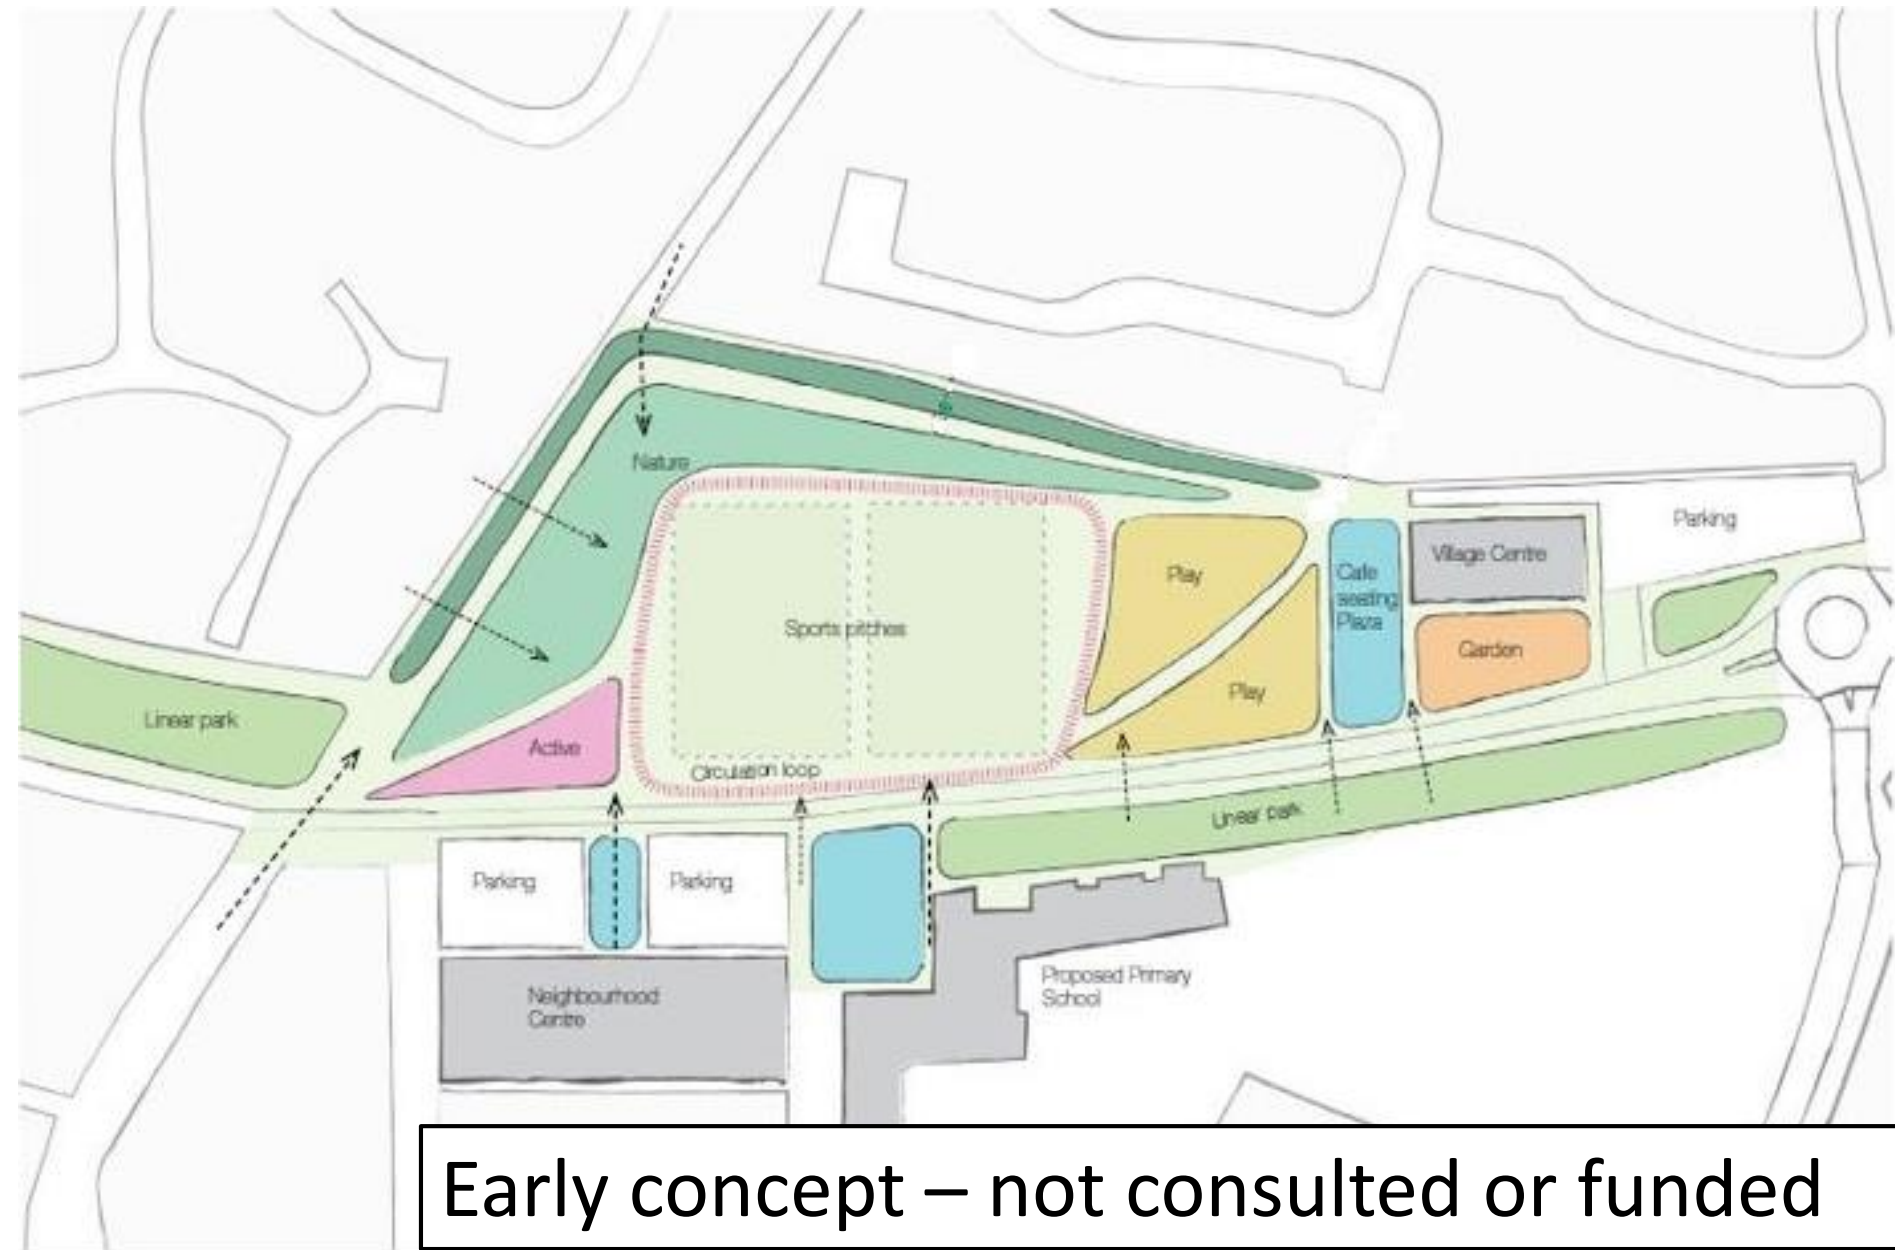 Nature
Parking
Village Centre
Play
Cafe
seating
Plaza
Sports pitches
Garden
Play
Linear park
Active
Circulation loop
Linear park
Parking
Parking
Proposed Primary
School
Neighbourhood
Centre
Early concept – not consulted or funded